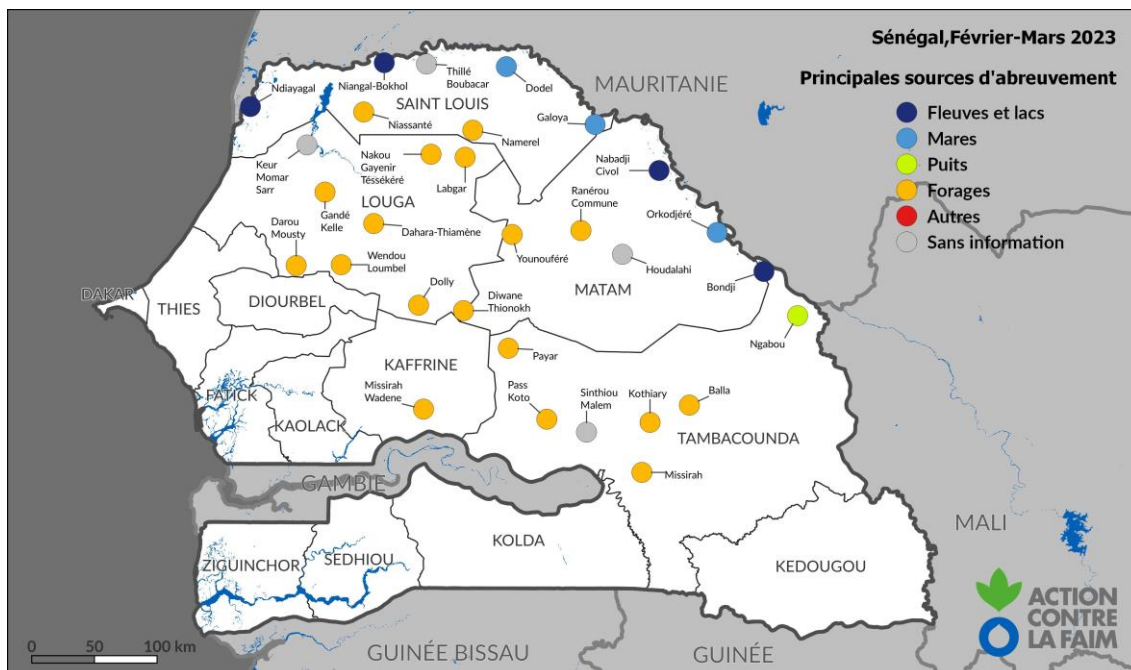 Sénégal,Février-Mars 2023
Principales sources d'abreuvement
Fleuves et lacs
Mares
Puits
Forages
Autres
Sans information
MAURITANIE
Ndiayagal
Niangal-Bokhol
Thillé
Boubacar
Dodel
SAINT LOUIS
Galoya
Niassanté
Namerel
Keur
Momar
Sarr
Nakou
Gayenir
Téssékéré
Labgar
Nabadji
Civol
Ranérou
Commune
Orkodjéré
LOUGA
Gandé
Kelle
Dahara-Thiamène
Younouféré
Houdalahi
Darou
Mousty
Wendou
Loumbel
Bondji
MATAM
Dolly
Diwane
Thionokh
DAKAR
THIES
DIOURBEL
Ngabou
Payar
KAFFRINE
Missirah
Wadene
Pass
Koto
Sinthiou
Malem
Kothiary
Balla
FATICK
KAOLACK
TAMBACOUNDA
Missirah
GAMBIE
MALI
KOLDA
ZIGUINCHOR
SEDHIOU
KEDOUGOU
GUINÉE BISSAU
GUINÉE
0 50 100 km
ACTION
CONTRE
LA FAIM